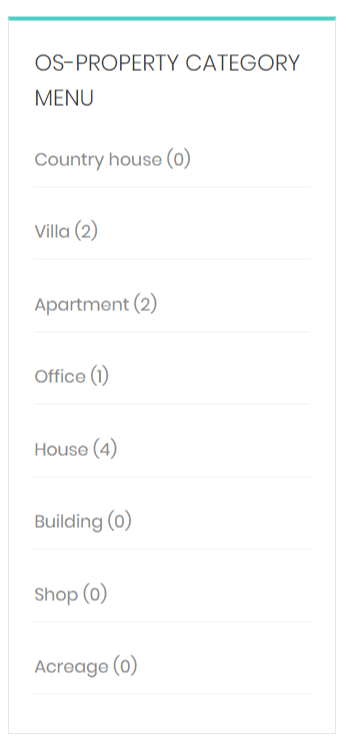 OS-PROPERTY CATEGORY
MENU
Country house (0)
Villa (2)
Apartment (2)
Office (1)
House (4)
Building (0)
Shop (0)
Acreage (0)